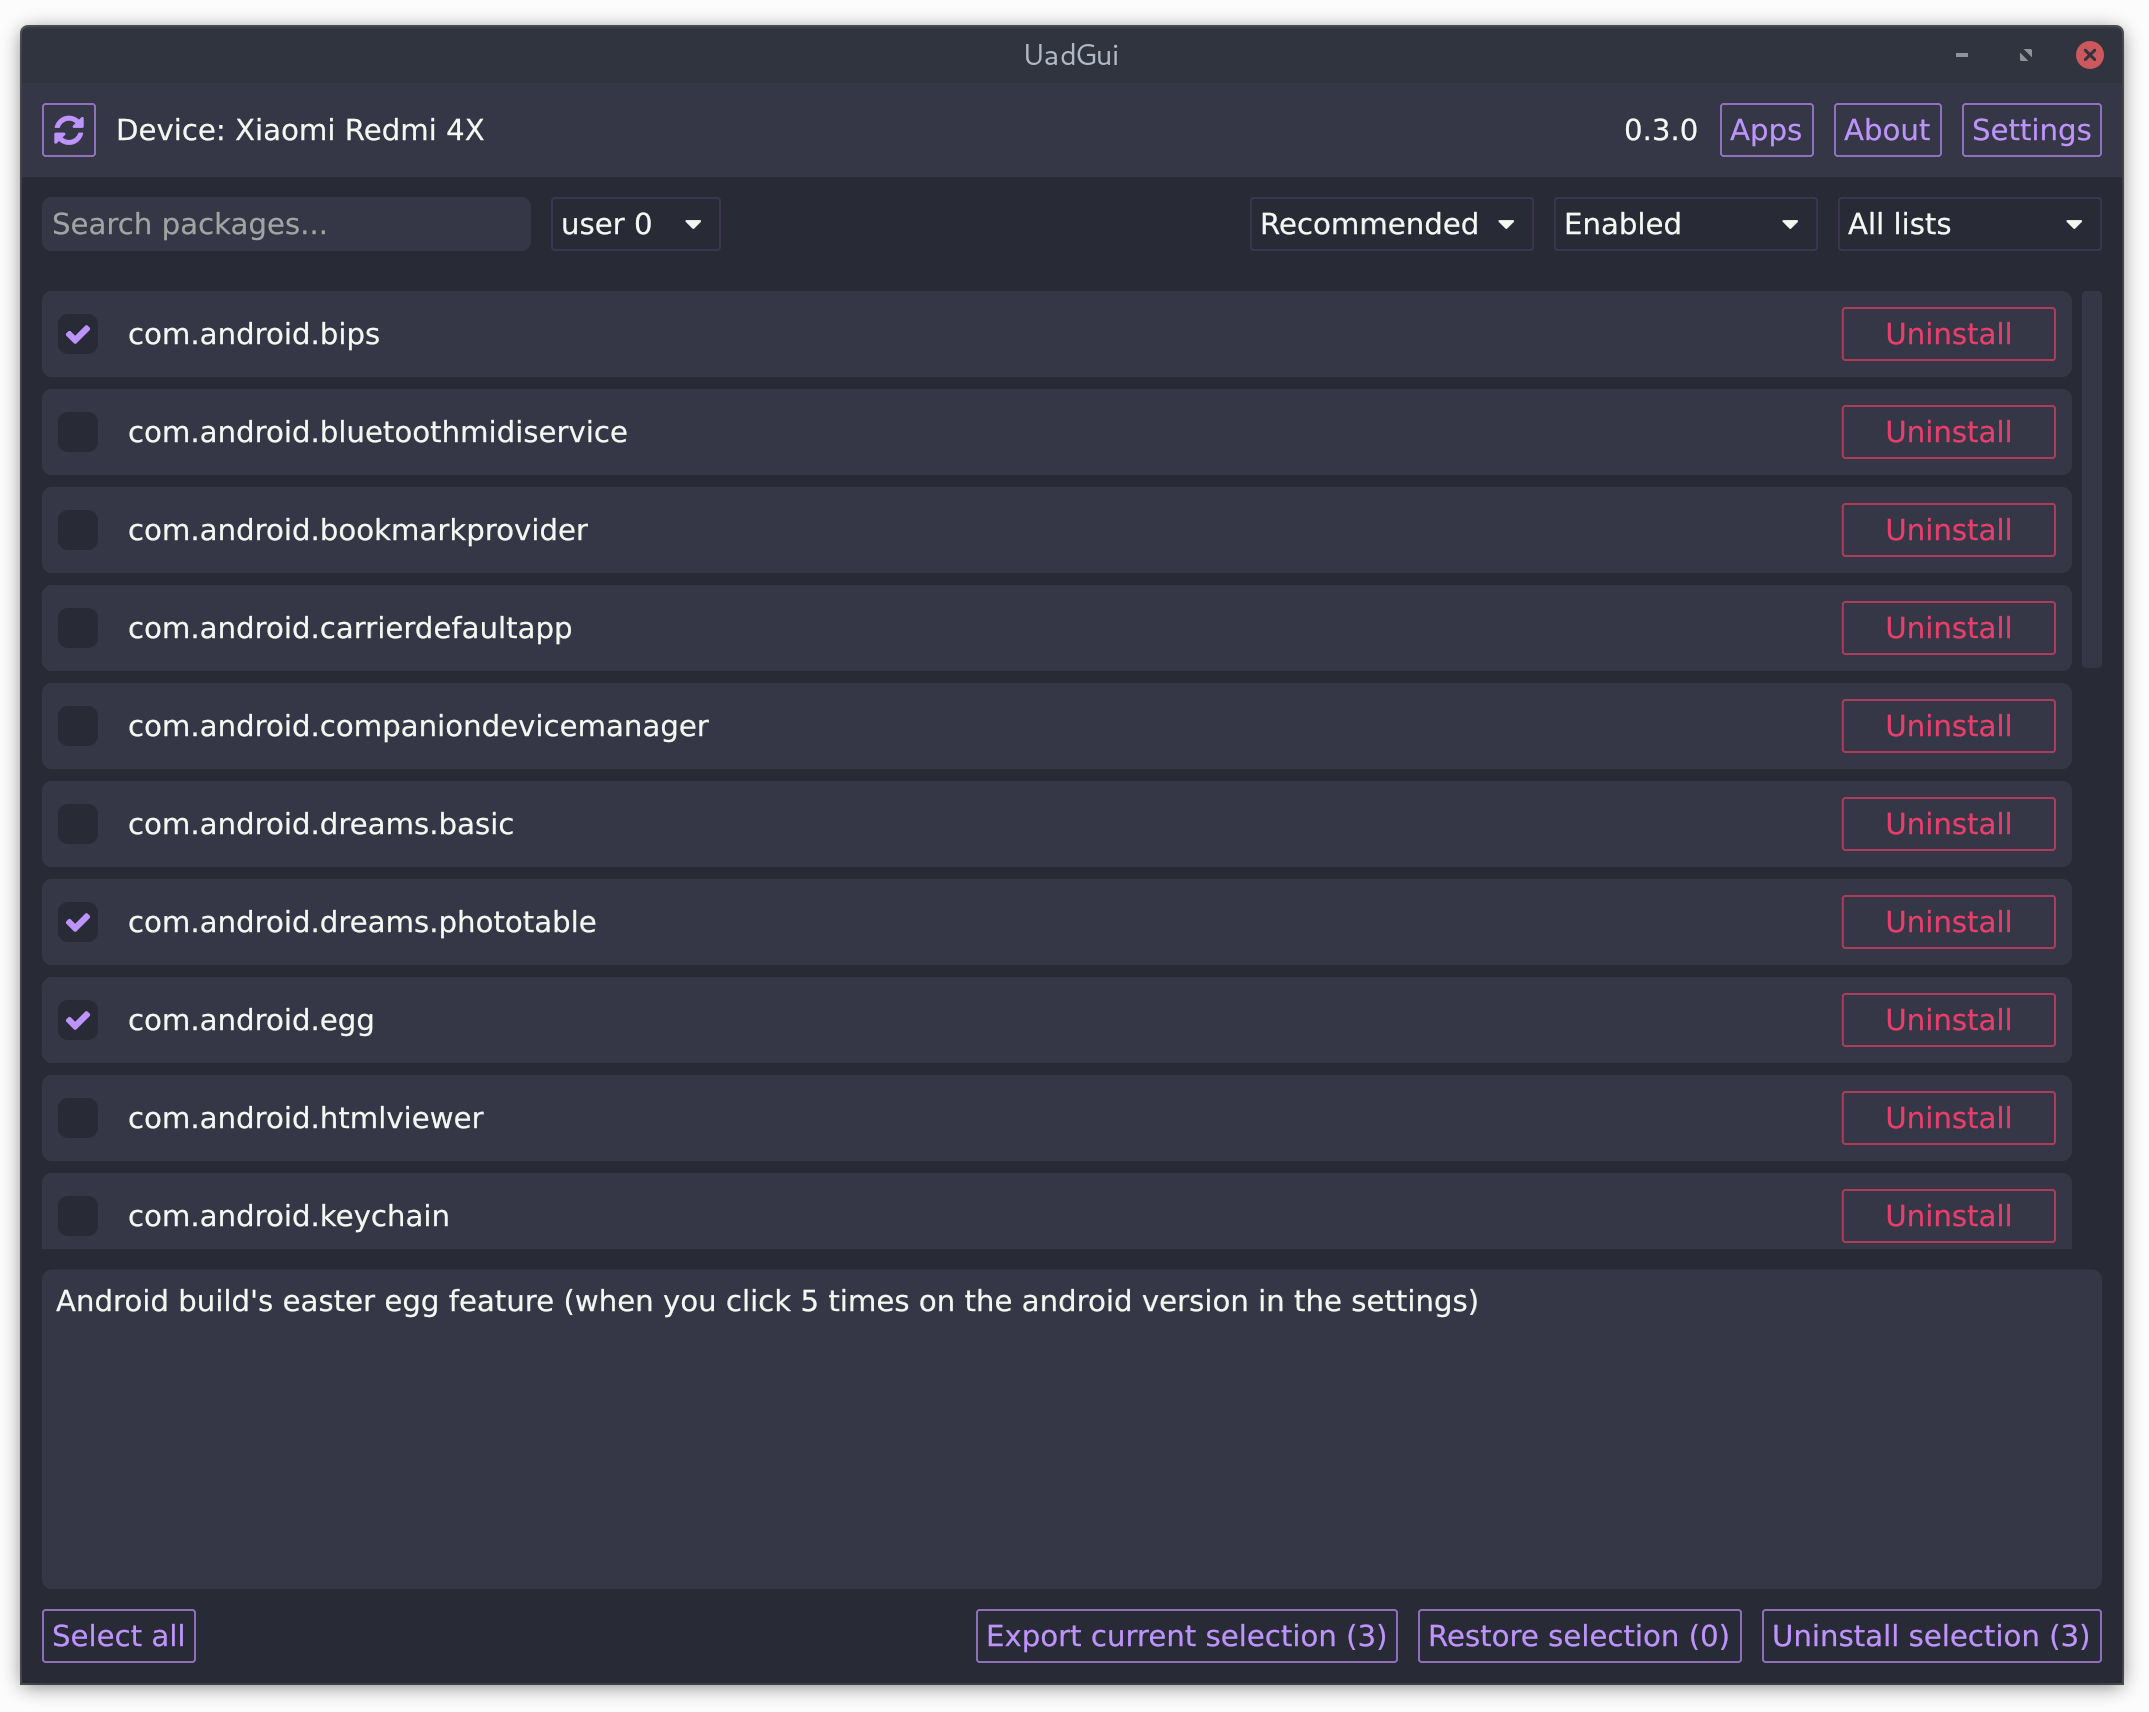 UadGui
Device: Xiaomi Redmi 4X 0.3.0 Apps About Settings
Search packages... user 0 Recommended Enabled All lists
com.android.bips Uninstall
com.android.bluetoothmidiservice Uninstall
com.android.bookmarkprovider Uninstall
com.android.carrierdefaultapp Uninstall
com.android.companiondevicemanager Uninstall
com.android.dreams.basic Uninstall
com.android.dreams.phototable Uninstall
com.android.egg Uninstall
com.android.htmlviewer Uninstall
com.android.keychain Uninstall
Android build's easter egg feature (when you click 5 times on the android version in the settings)
Select all Export current selection (3) Restore selection (0) Uninstall selection (3)